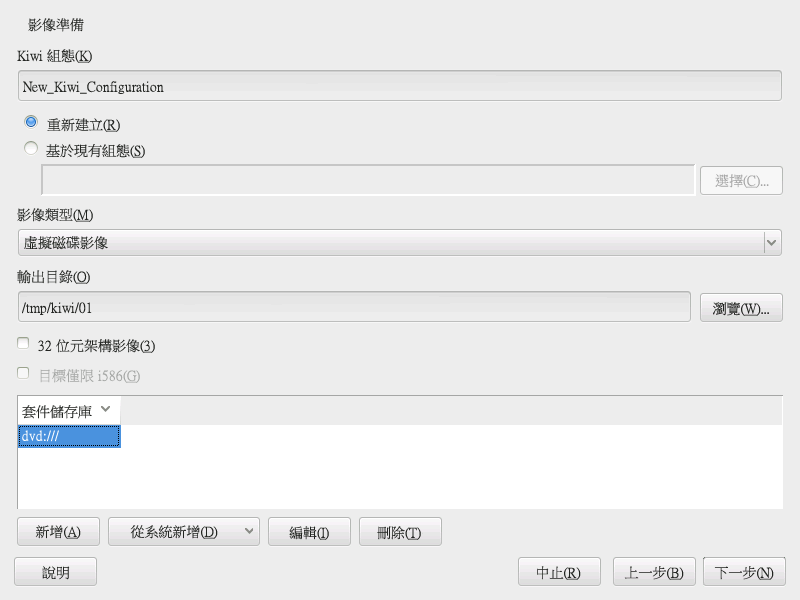 影像準備
Kiwi 組態(K)
New_Kiwi_Configuration
重新建立(R)
基於現有組態(S)
選擇(C)...
影像類型(M)
虛擬磁碟影像
輸出目錄(O)
/tmp/kiwi/01
瀏覽(W)...
32 位元架構影像(3)
目標僅限 i586(G)
套件儲存庫
dvd:///
新增(A) 從系統新增(D) 編輯(I) 刪除(T)
說明 中止(R) 上一步(B) 下一步(N)